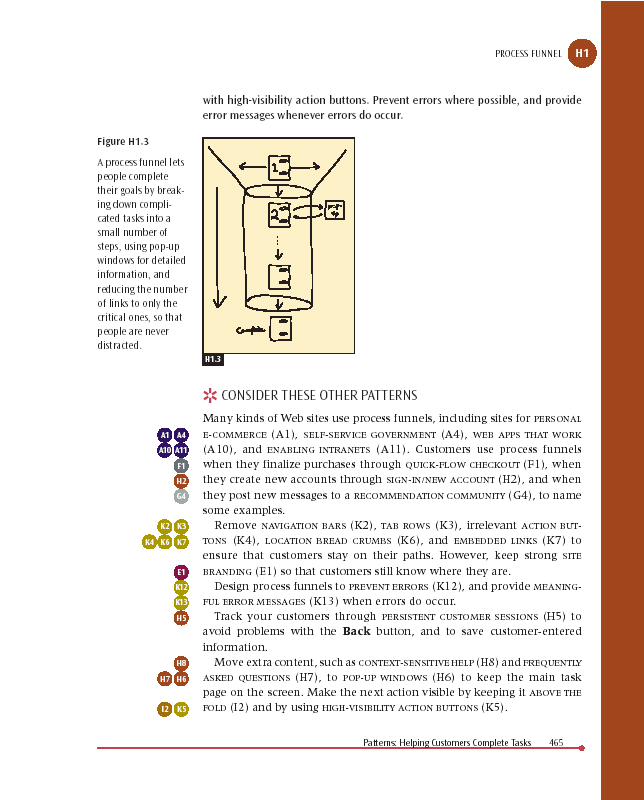 PROCESS FUNNEL H1
with high-visibility action buttons. Prevent errors where possible, and provide
error messages whenever errors do occur.
Figure H1.3
A process funnel lets
people complete
their goals by break-
ing down compli-
cated tasks into a
small number of
steps, using pop-up
windows for detailed
information, and
reducing the number
of links to only the
critical ones, so that
people are never
distracted.
1
2
H1.3
CONSIDER THESE OTHER PATTERNS
Many kinds of Web sites use process funnels, including sites for PERSONAL
A1 A4 E-COMMERCE (A1), SELF-SERVICE GOVERNMENT (A4), WEB APPS THAT WORK
A10 A11 (A10), and ENABLING INTRANETS (A11). Customers use process funnels
F1 when they finalize purchases through QUICK-FLOW CHECKOUT (F1), when
H2 they create new accounts through SIGN-IN/NEW ACCOUNT (H2), and when
G4 they post new messages to a RECOMMENDATION COMMUNITY (G4), to name
some examples.
K2 K3 Remove NAVIGATION BARS (K2), TAB ROWS (K3), irrelevant ACTION BUT-
K4 K6 K7 TONS (K4), LOCATION BREAD CRUMBS (K6), and EMBEDDED LINKS (K7) to
ensure that customers stay on their paths. However, keep strong SITE
E1 BRANDING (E1) so that customers still know where they are.
K12 Design process funnels to PREVENT ERRORS (K12), and provide MEANING-
K13 FUL ERROR MESSAGES (K13) when errors do occur.
H5 Track your customers through PERSISTENT CUSTOMER SESSIONS (H5) to
avoid problems with the Back button, and to save customer-entered
information.
H8 Move extra content, such as CONTEXT-SENSITIVE HELP (H8) and FREQUENTLY
H7 H6 ASKED QUESTIONS (H7), to POP-UP WINDOWS (H6) to keep the main task
page on the screen. Make the next action visible by keeping it ABOVE THE
I2 K5 FOLD (I2) and by using HIGH-VISIBILITY ACTION BUTTONS (K5).
Patterns: Helping Customers Complete Tasks 465